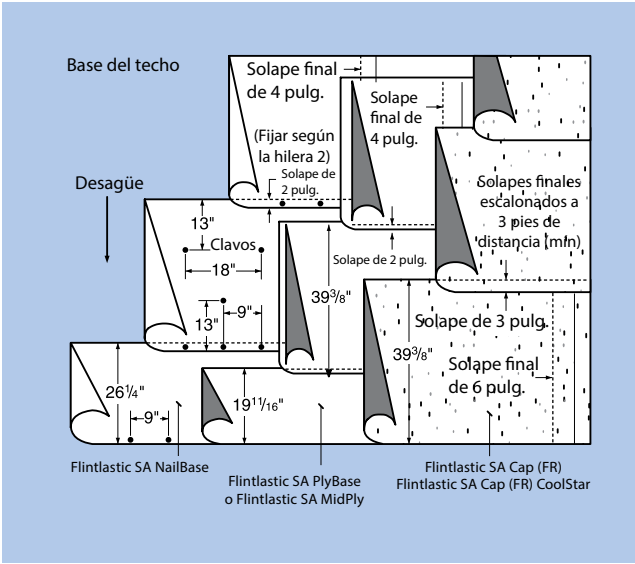 Base del techo
Solape final
de 4 pulg.
Solape
final de
4 pulg.
(Fijar según
la hilera 2)
Solape de
2 pulg.
Desagüe
Solapes finales
escalonados a
3 pies de
distancia (min)
13"
Clavos
18"
Solape de 2 pulg.
39³/₈"
13"
9"
Solape de 3 pulg.
39³/₈"
Solape final
de 6 pulg.
26¹/₄"
19¹¹/₁₆"
9"
Flintlastic SA NailBase
Flintlastic SA PlyBase
o Flintlastic SA MidPly
Flintlastic SA Cap (FR)
Flintlastic SA Cap (FR) CoolStar